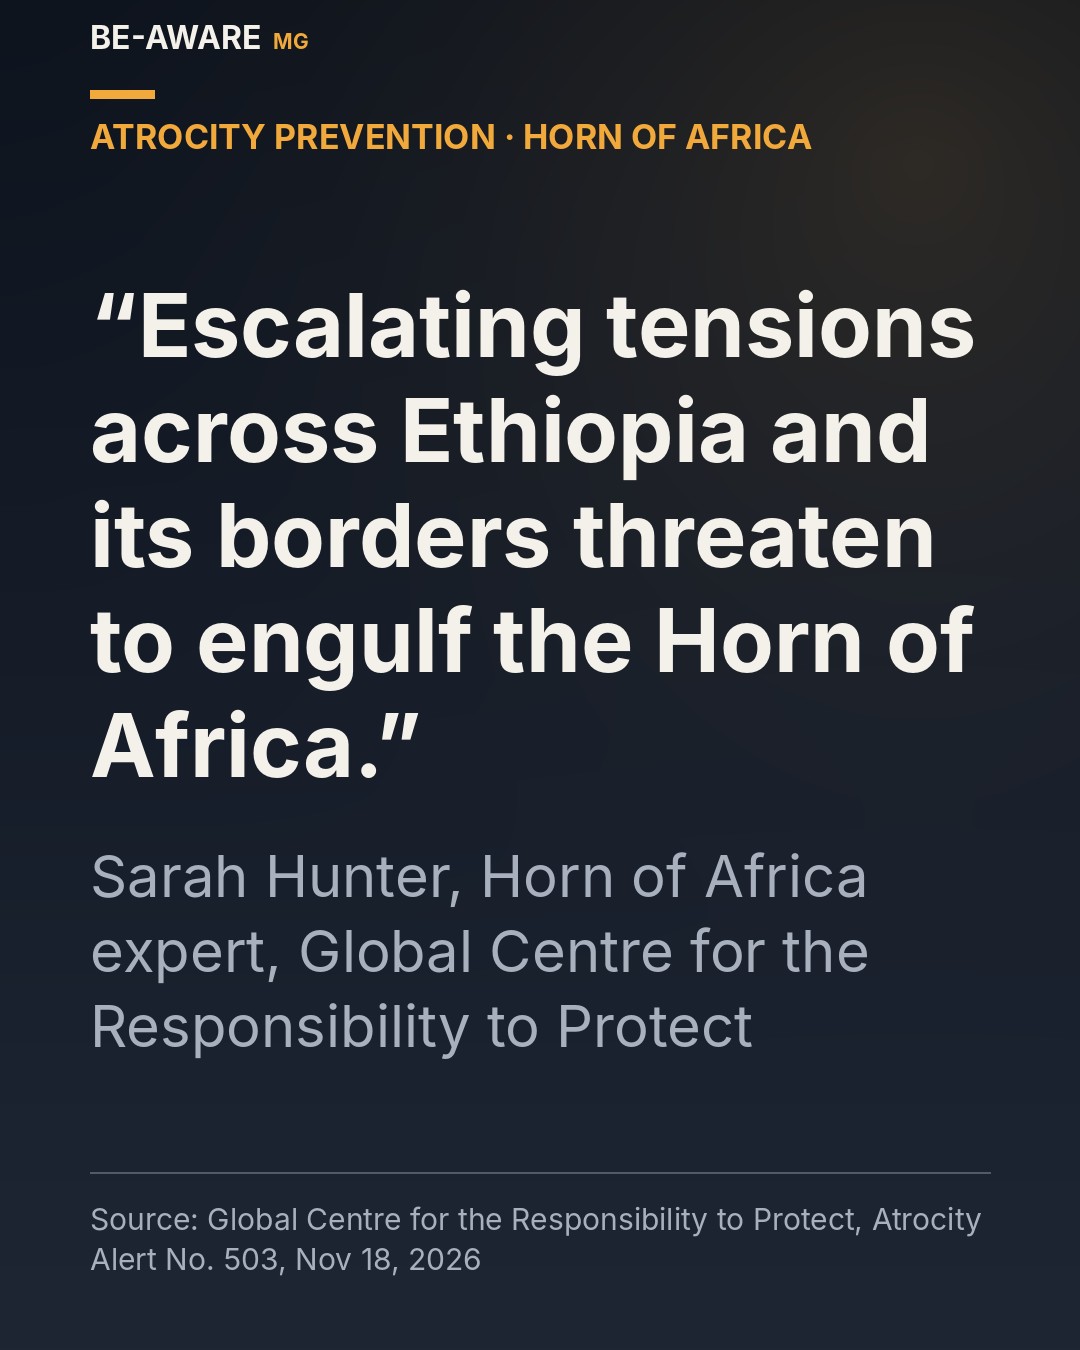 BE-AWARE MG
ATROCITY PREVENTION · HORN OF AFRICA
“Escalating tensions
across Ethiopia and
its borders threaten
to engulf the Horn of
Africa.”
Sarah Hunter, Horn of Africa
expert, Global Centre for the
Responsibility to Protect
Source: Global Centre for the Responsibility to Protect, Atrocity
Alert No. 503, Nov 18, 2026